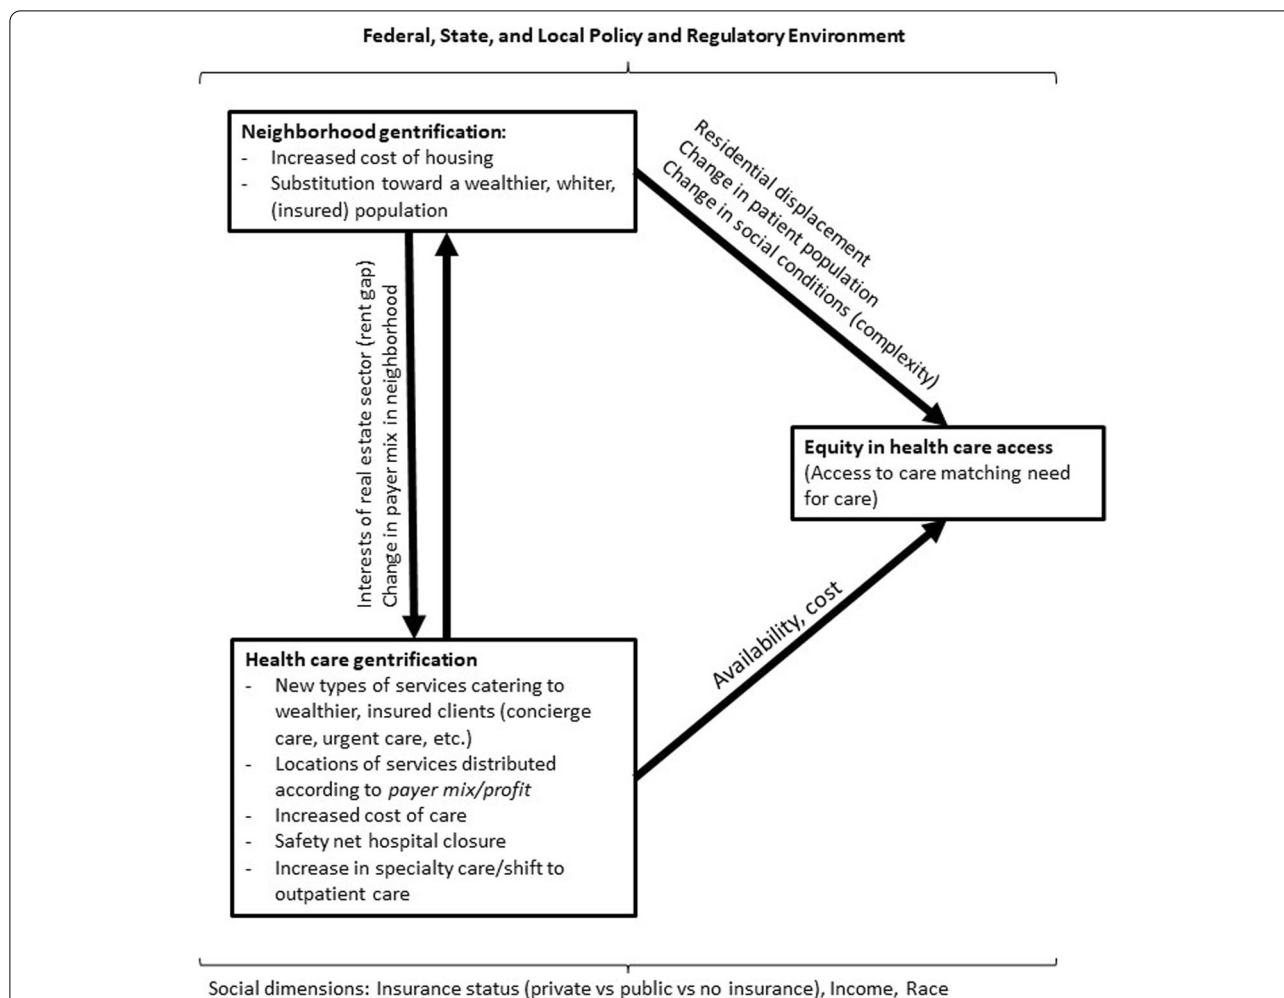 Federal, State, and Local Policy and Regulatory Environment
Neighborhood gentrification:
- Increased cost of housing
- Substitution toward a wealthier, whiter,
(insured) population
Residential displacement
Change in patient population
Change in social conditions (complexity)
Interests of real estate sector (rent gap)
Change in payer mix in neighborhood
Equity in health care access
(Access to care matching need
for care)
Availability, cost
Health care gentrification
- New types of services catering to
wealthier, insured clients (concierge
care, urgent care, etc.)
- Locations of services distributed
according to payer mix/profit
- Increased cost of care
- Safety net hospital closure
- Increase in specialty care/shift to
outpatient care
Social dimensions: Insurance status (private vs public vs no insurance), Income, Race